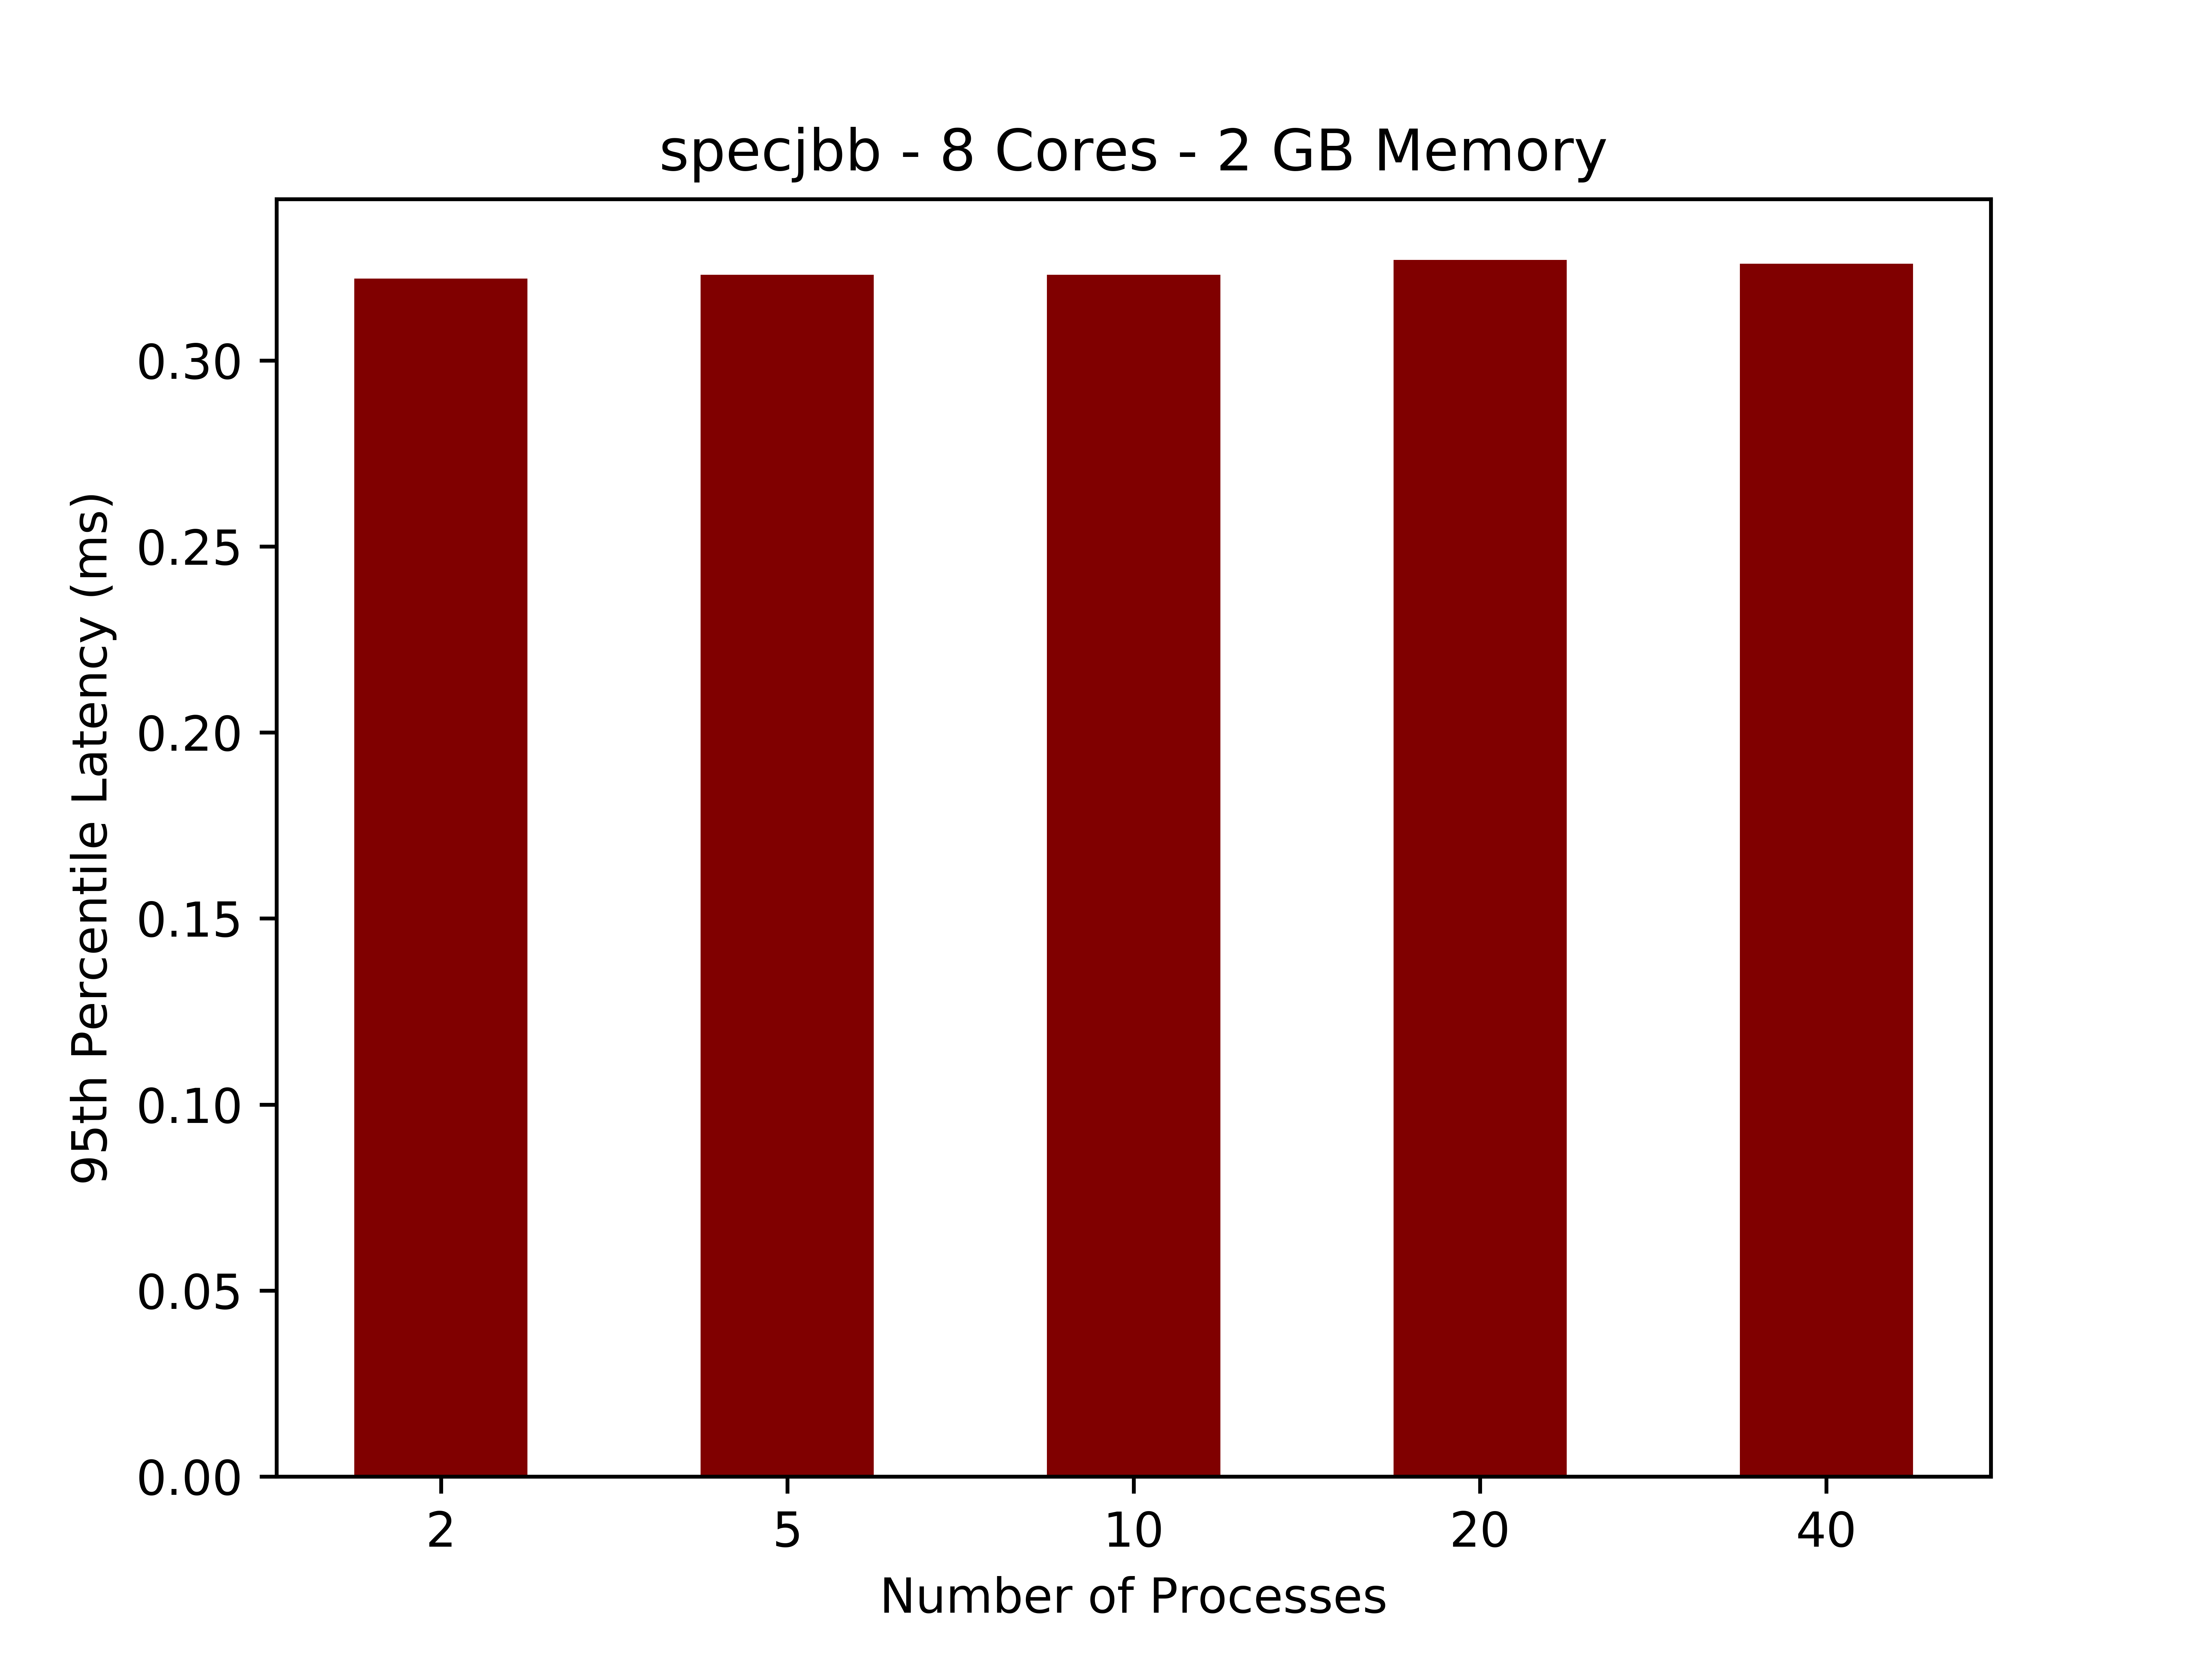 specjbb - 8 Cores - 2 GB Memory
95th Percentile Latency (ms)
0.30
0.25
0.20
0.15
0.10
0.05
0.00
2 5 10 20 40
Number of Processes